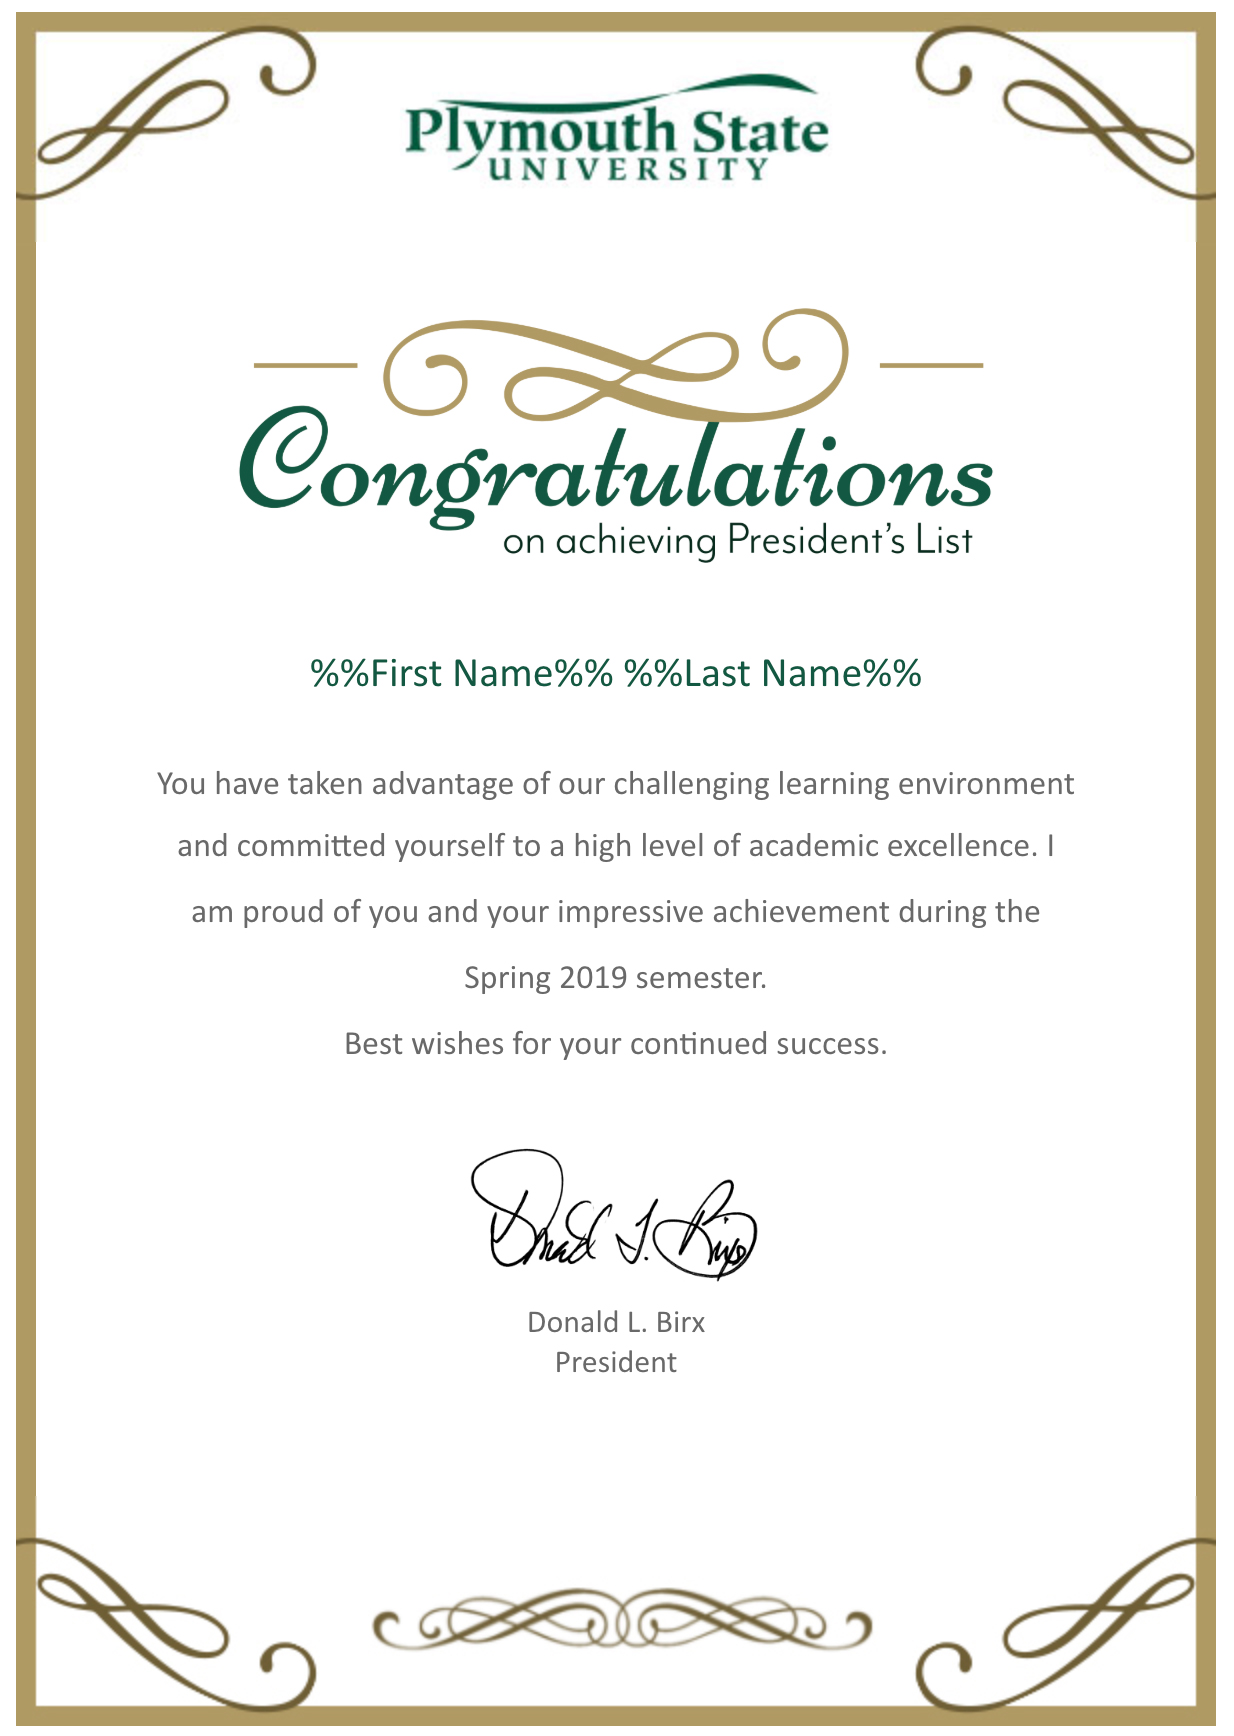 Plymouth State
UNIVERSITY
Congratulations
on achieving President’s List
%%First Name%% %%Last Name%%
You have taken advantage of our challenging learning environment
and committed yourself to a high level of academic excellence. I
am proud of you and your impressive achievement during the
Spring 2019 semester.
Best wishes for your continued success.
Donald L. Birx
Donald L. Birx
President